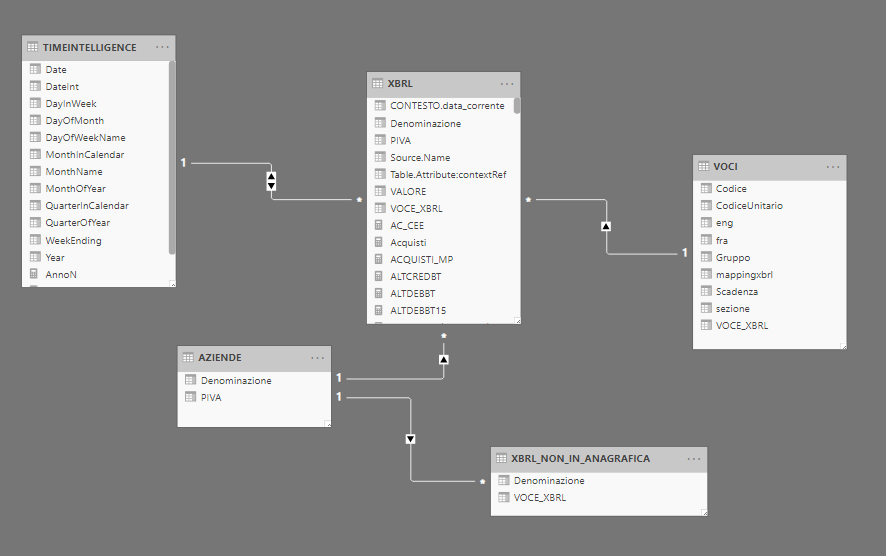 TIMEINTELLIGENCE
Date
DateInt
DayInWeek
DayOfMonth
DayOfWeekName
MonthInCalendar
MonthName
MonthOfYear
QuarterInCalendar
QuarterOfYear
WeekEnding
Year
AnnoN
1
*
XBRL
CONTESTO.data_corrente
Denominazione
PIVA
Source.Name
Table.Attribute:contextRef
VALORE
VOCE_XBRL
AC_CEE
Acquisti
ACQUISTI_MP
ALTCREDBT
ALTDEBBT
ALTDEBB15
*
1
VOCI
Codice
CodiceUnitario
eng
fra
Gruppo
mappingxbrl
Scadenza
sezione
VOCE_XBRL
*
AZIENDE
Denominazione
PIVA
1
1
*
XBRL_NON_IN_ANAGRAFICA
Denominazione
VOCE_XBRL